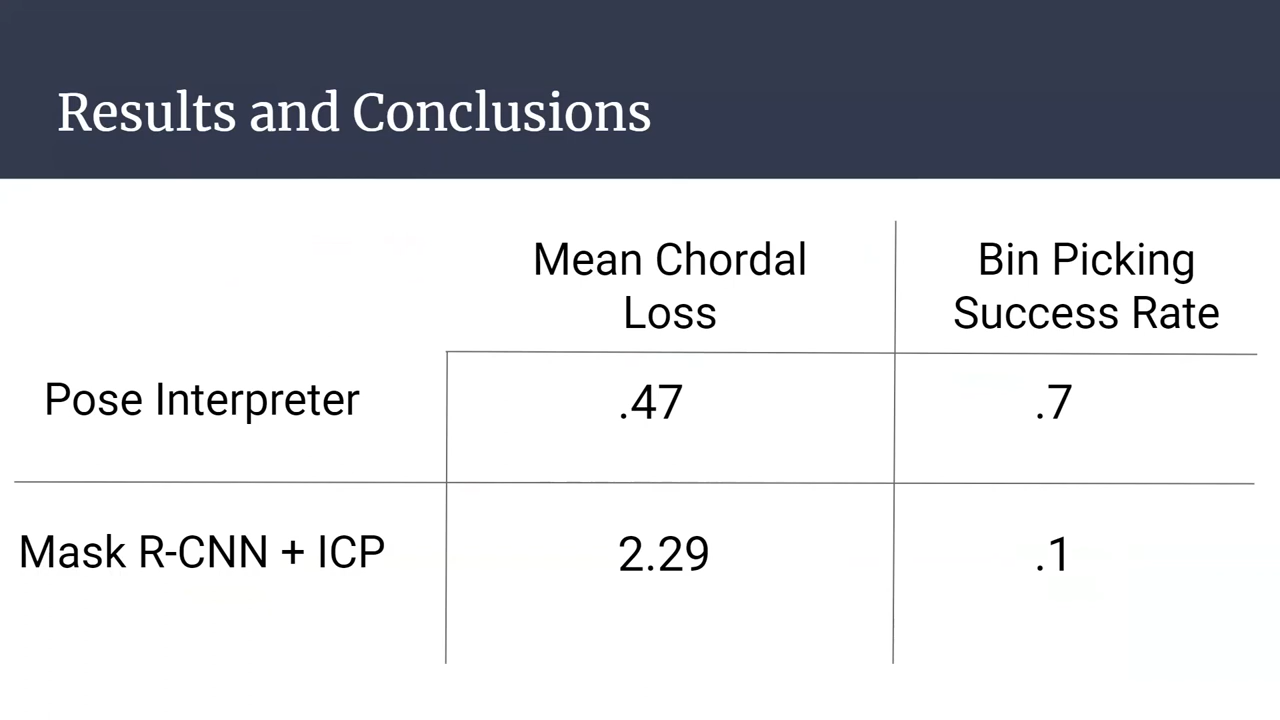 Results and Conclusions
Mean Chordal
Loss
Bin Picking
Success Rate
Pose Interpreter
.47
.7
Mask R-CNN + ICP
2.29
.1